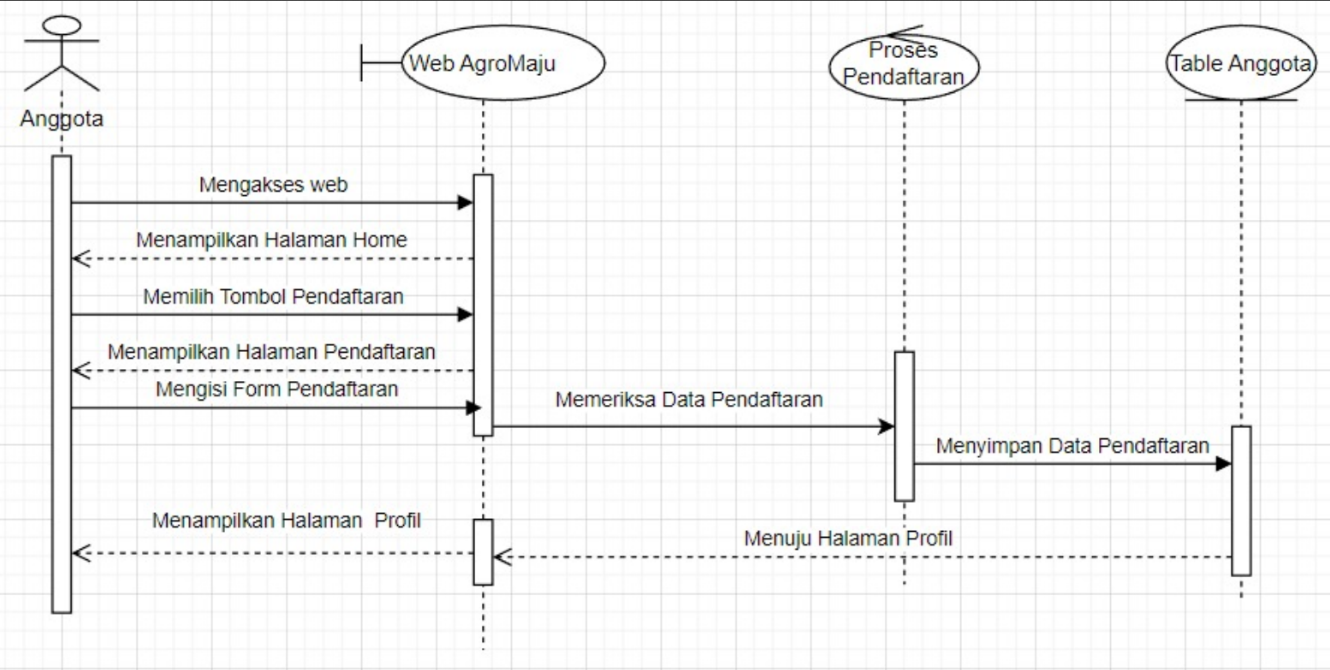 Anggota
Web AgroMaju
Proses
Pendaftaran
Table Anggota
Mengakses web
Menampilkan Halaman Home
Memilih Tombol Pendaftaran
Menampilkan Halaman Pendaftaran
Mengisi Form Pendaftaran
Memeriksa Data Pendaftaran
Menyimpan Data Pendaftaran
Menampilkan Halaman Profil
Menuju Halaman Profil